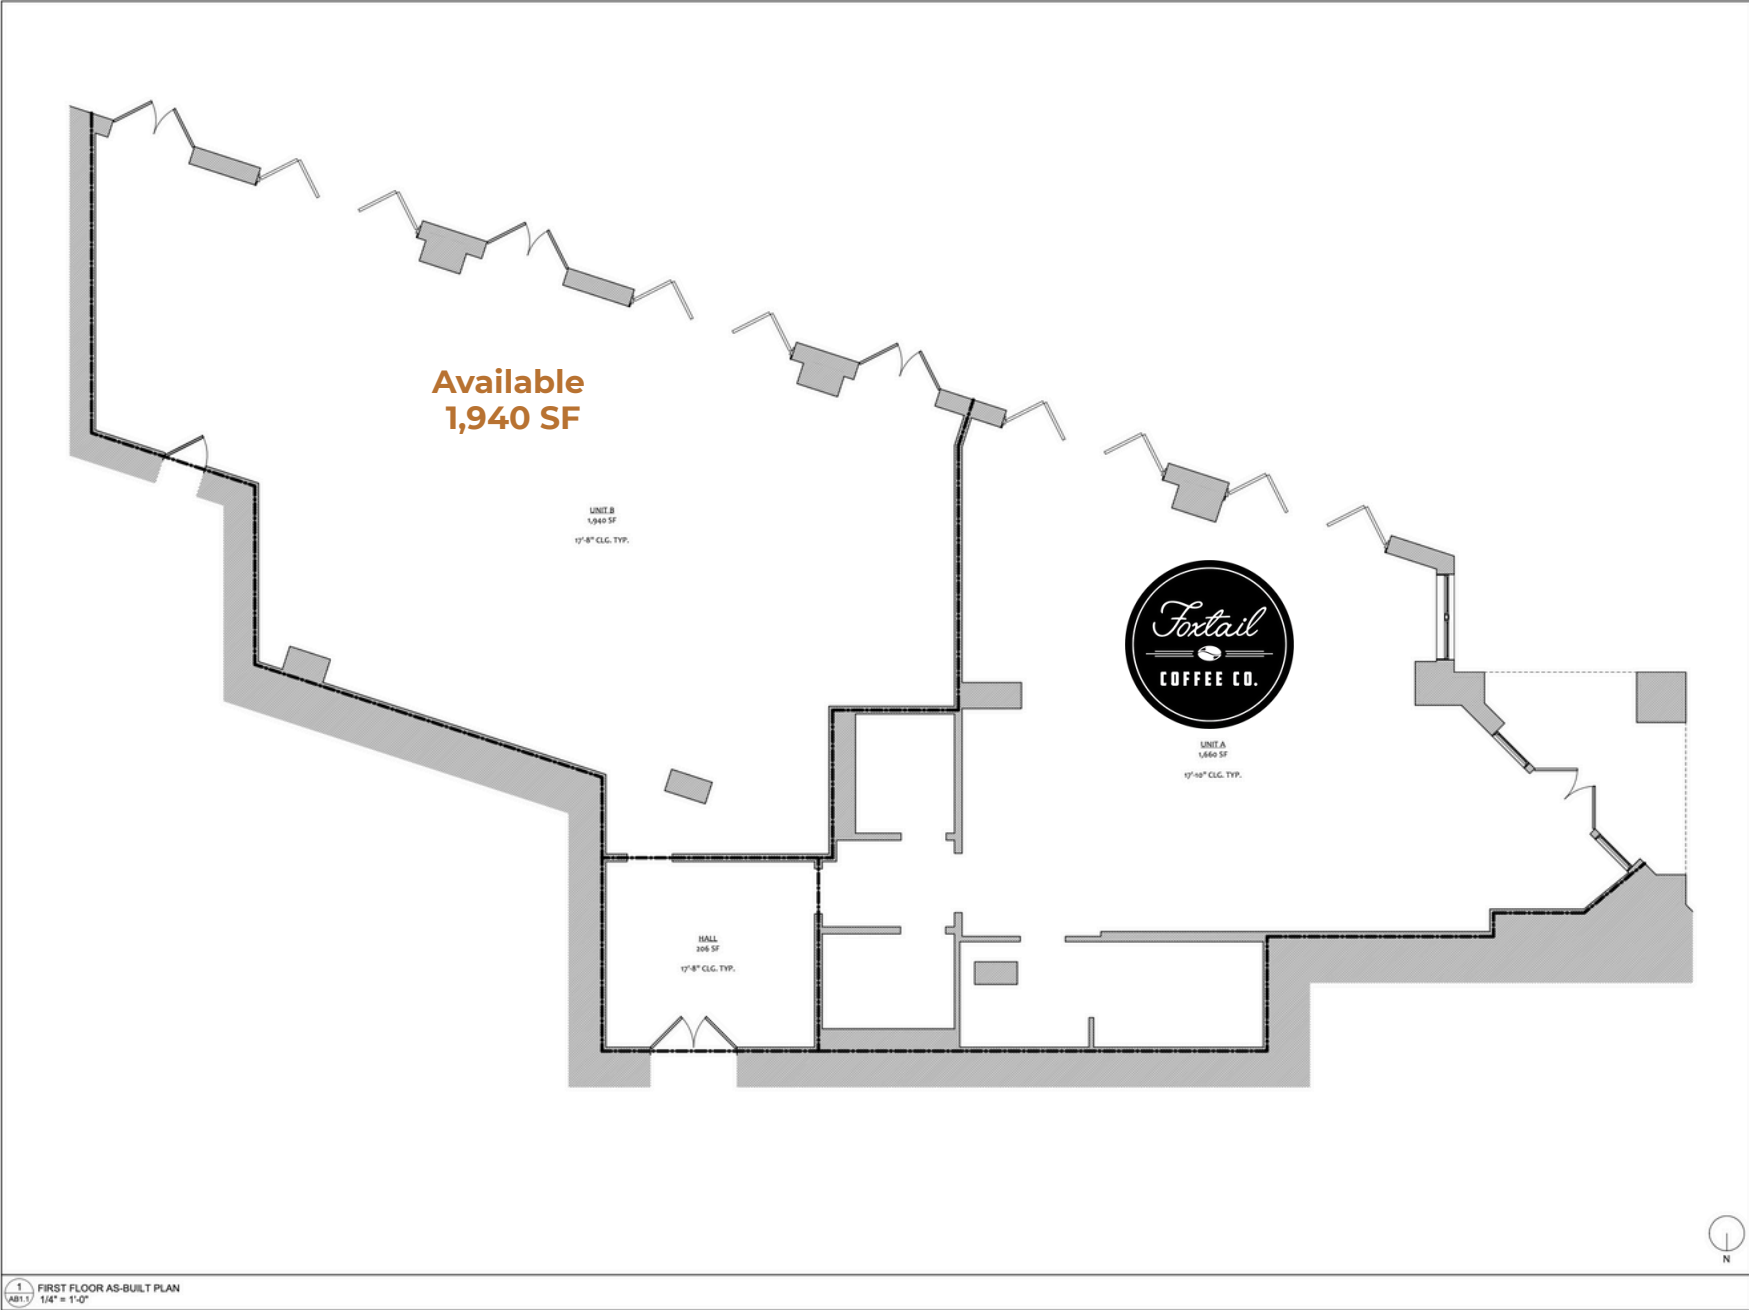 Available
1,940 SF
UNIT B
1,940 SF
17'-8" CLG. TYP.
Foxtail
COFFEE CO.
UNIT A
1,660 SF
17'-10" CLG. TYP.
HALL
206 SF
17'-8" CLG. TYP.
N
1
AB1.1
FIRST FLOOR AS-BUILT PLAN
1/4" = 1'-0"